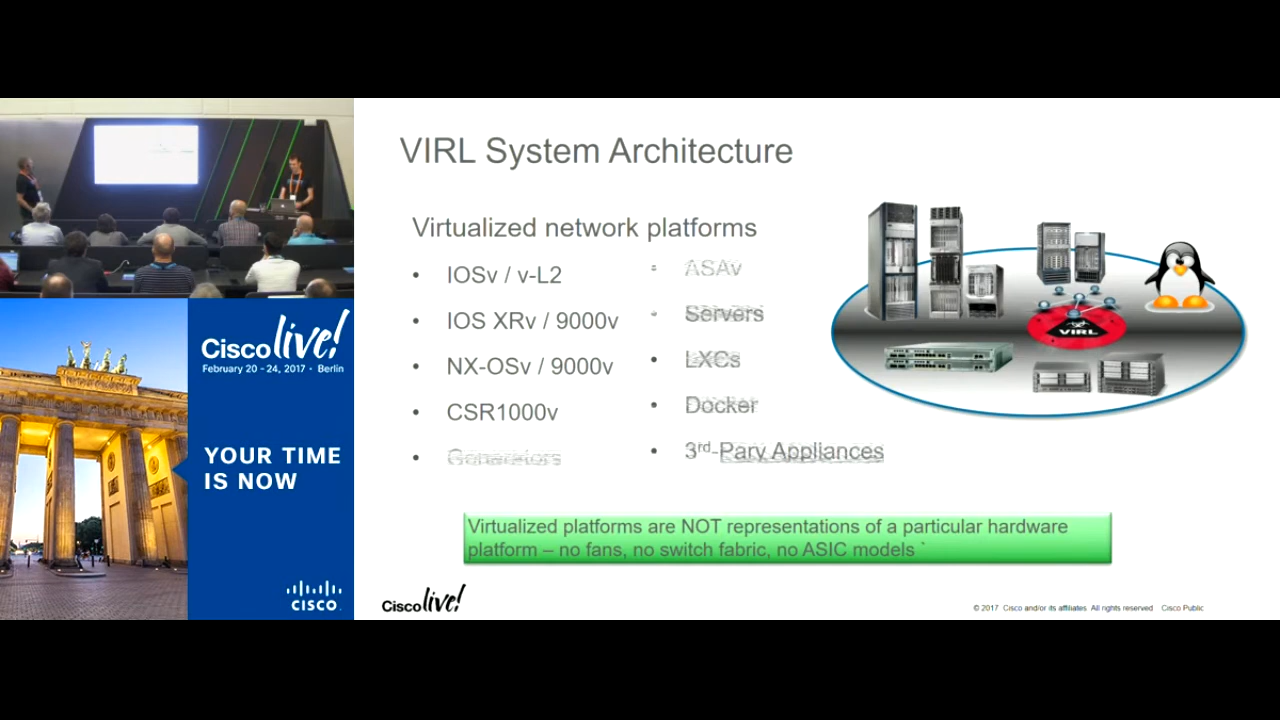 VIRL System Architecture
Virtualized network platforms
• IOSv / v-L2
• IOS XRv / 9000v
• NX-OSv / 9000v
• CSR1000v
• Generators
• ASAv
• Servers
• LXCs
• Docker
• 3rd-Pary Appliances
VIRL
Virtualized platforms are NOT representations of a particular hardware
platform – no fans, no switch fabric, no ASIC models
Cisco live!
February 20 - 24, 2017 • Berlin
YOUR TIME
IS NOW
CISCO
Cisco live!
© 2017 Cisco and/or its affiliates All rights reserved Cisco Public